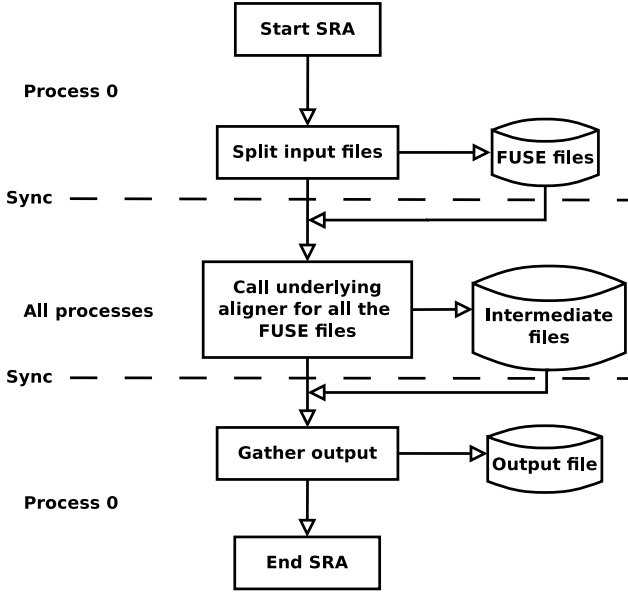 Start SRA
Process 0
Split input files
FUSE files
Sync
Call underlying
aligner for all the
FUSE files
All processes
Intermediate
files
Sync
Gather output
Output file
Process 0
End SRA